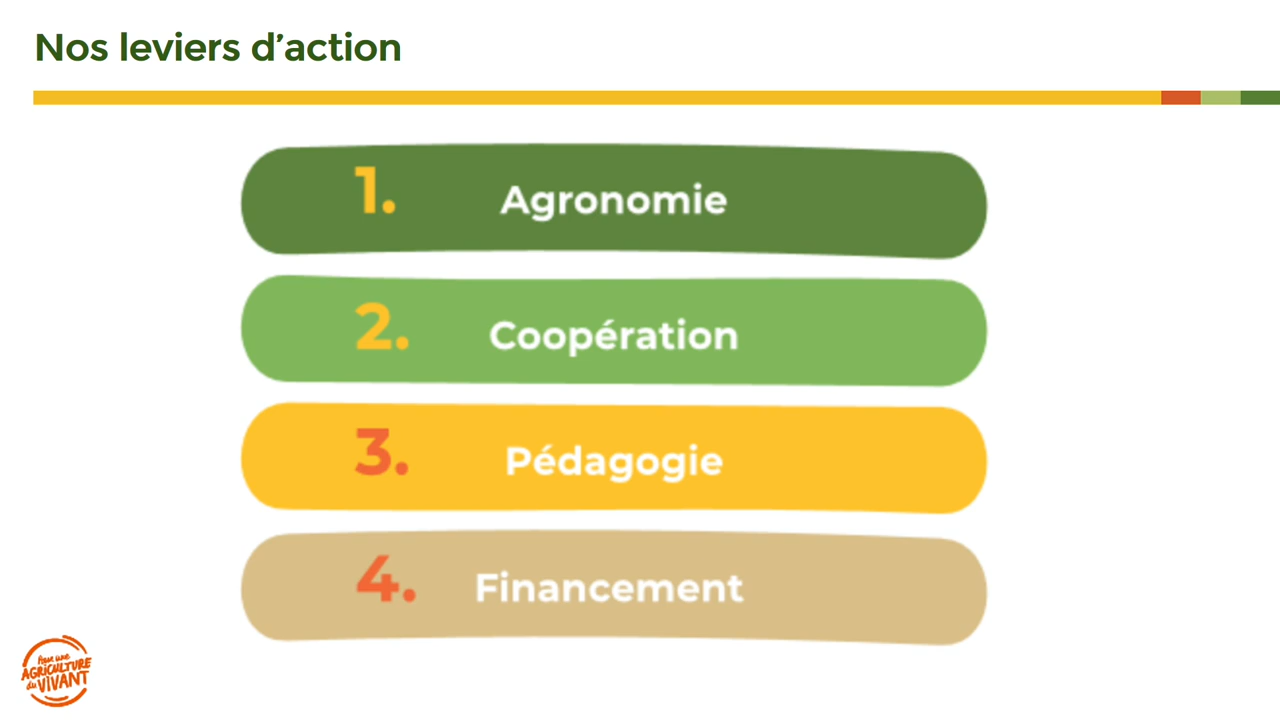 Nos leviers d’action
1. Agronomie
2. Coopération
3. Pédagogie
4. Financement
Pour une
AGRICULTURE
du VIVANT